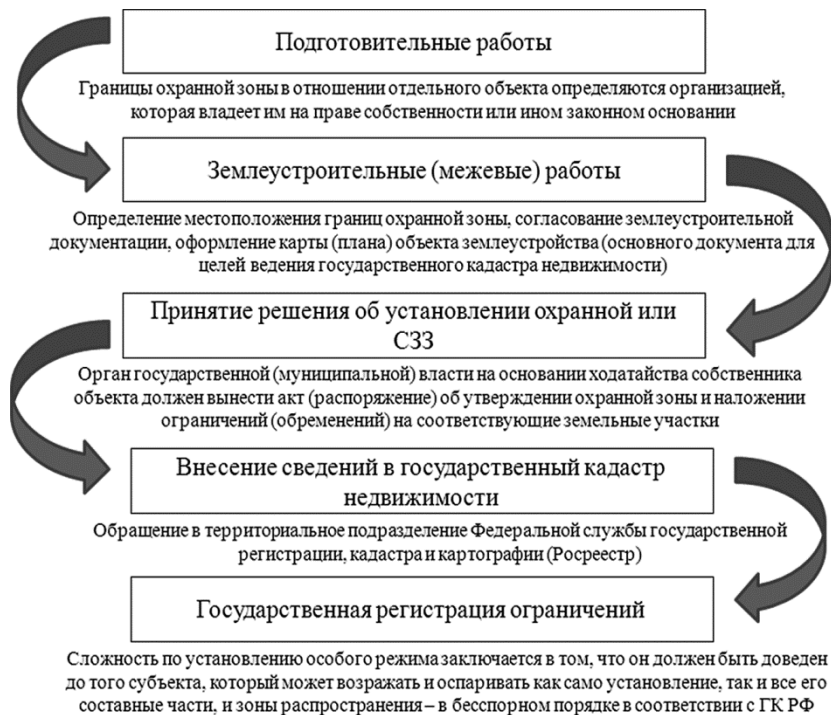 Подготовительные работы
Границы охранной зоны в отношении отдельного объекта определяются организацией,
которая владеет им на праве собственности или ином законном основании
Землеустроительные (межевые) работы
Определение местоположения границ охранной зоны, согласование землеустроительной
документации, оформление карты (плана) объекта землеустройства (основного документа для
целей ведения государственного кадастра недвижимости)
Принятие решения об установлении охранной или
СЗЗ
Орган государственной (муниципальной) власти на основании ходатайства собственника
объекта должен вынести акт (распоряжение) об утверждении охранной зоны и наложении
ограничений (обременений) на соответствующие земельные участки
Внесение сведений в государственный кадастр
недвижимости
Обращение в территориальное подразделение Федеральной службы государственной
регистрации, кадастра и картографии (Росреестр)
Государственная регистрация ограничений
Сложность по установлению особого режима заключается в том, что он должен быть доведен
до того субъекта, который может возражать и оспаривать как само установление, так и все его
составные части, и зоны распространения – в бесспорном порядке в соответствии с ГК РФ